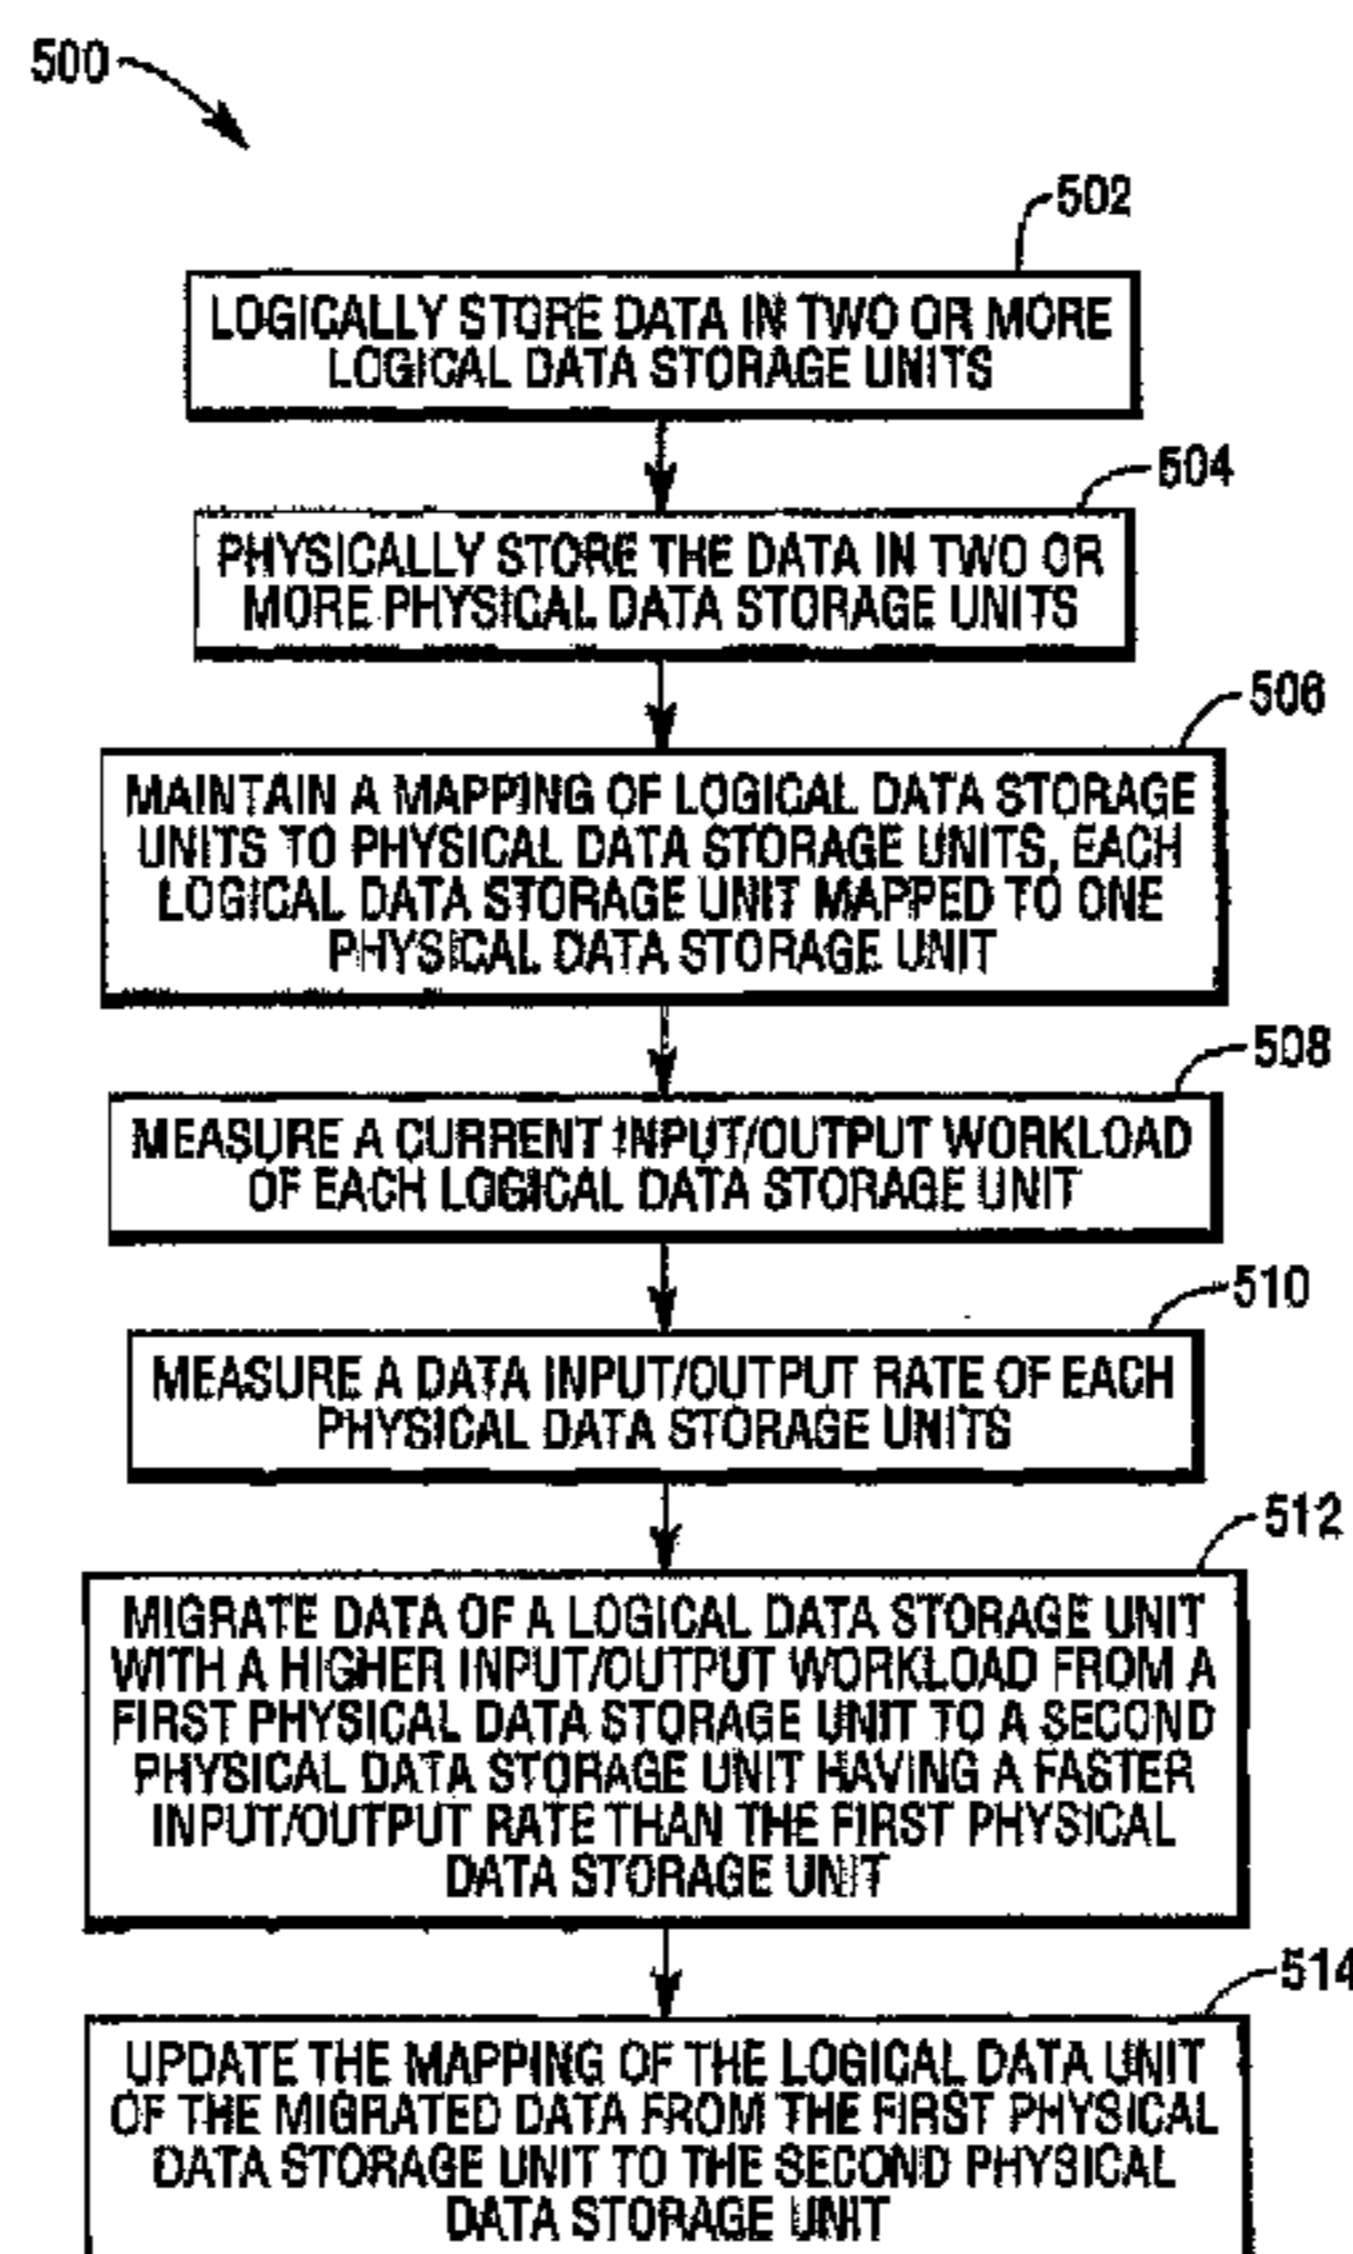 500
502
LOGICALLY STORE DATA IN TWO OR MORE
LOGICAL DATA STORAGE UNITS
504
PHYSICALLY STORE THE DATA IN TWO OR
MORE PHYSICAL DATA STORAGE UNITS
506
MAINTAIN A MAPPING OF LOGICAL DATA STORAGE
UNITS TO PHYSICAL DATA STORAGE UNITS, EACH
LOGICAL DATA STORAGE UNIT MAPPED TO ONE
PHYSICAL DATA STORAGE UNIT
508
MEASURE A CURRENT INPUT/OUTPUT WORKLOAD
OF EACH LOGICAL DATA STORAGE UNIT
510
MEASURE A DATA INPUT/OUTPUT RATE OF EACH
PHYSICAL DATA STORAGE UNITS
512
MIGRATE DATA OF A LOGICAL DATA STORAGE UNIT
WITH A HIGHER INPUT/OUTPUT WORKLOAD FROM A
FIRST PHYSICAL DATA STORAGE UNIT TO A SECOND
PHYSICAL DATA STORAGE UNIT HAVING A FASTER
INPUT/OUTPUT RATE THAN THE FIRST PHYSICAL
DATA STORAGE UNIT
514
UPDATE THE MAPPING OF THE LOGICAL DATA UNIT
OF THE MIGRATED DATA FROM THE FIRST PHYSICAL
DATA STORAGE UNIT TO THE SECOND PHYSICAL
DATA STORAGE UNIT